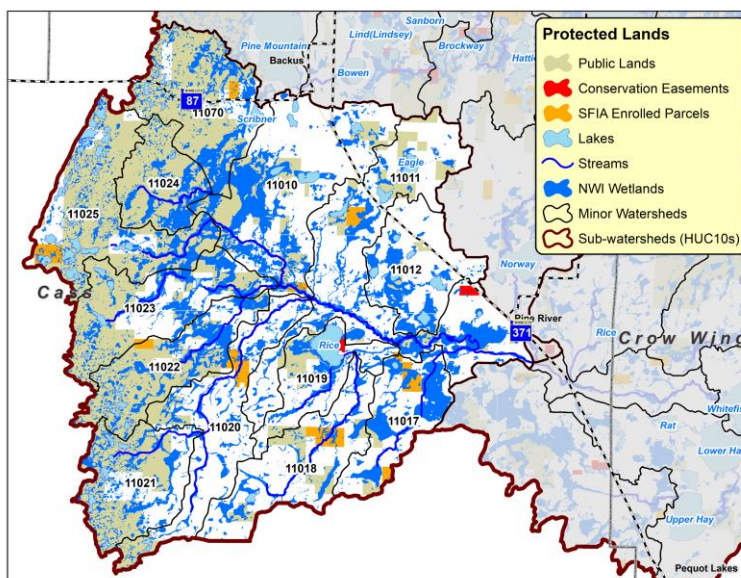 Sanborn
Lind(Lindsey)
Pine Mountain
Brockway
Backus
Bowen
87
11070
Scribner
Eagle
11024
11010
11011
11025
11012
Norway
Cass
Pine River
371
11023
Rice
Rice
Crow Wing
11022
11019
Whitefis
11020
11017
Rat
Lower Ha
11018
11021
Upper Hay
Pequot Lakes
Protected Lands
Public Lands
Conservation Easements
SFIA Enrolled Parcels
Lakes
Streams
NWI Wetlands
Minor Watersheds
Sub-watersheds (HUC10s)